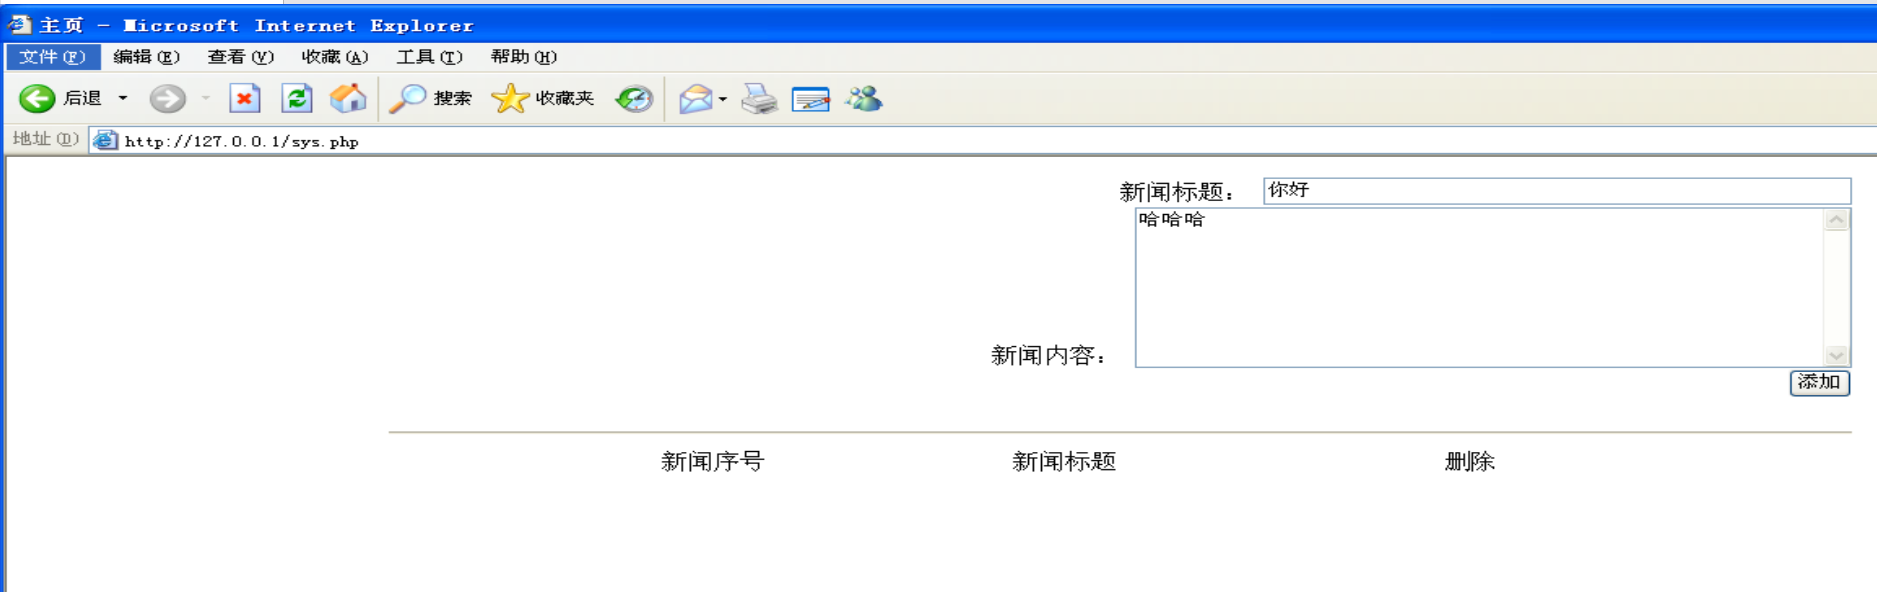 主页 - Microsoft Internet Explorer
文件(F) 编辑(E) 查看(V) 收藏(A) 工具(T) 帮助(H)
后退 搜索 收藏夹
地址(D) http://127.0.0.1/sys.php
新闻标题： 你好
哈哈哈
新闻内容：
添加
新闻序号 新闻标题 删除